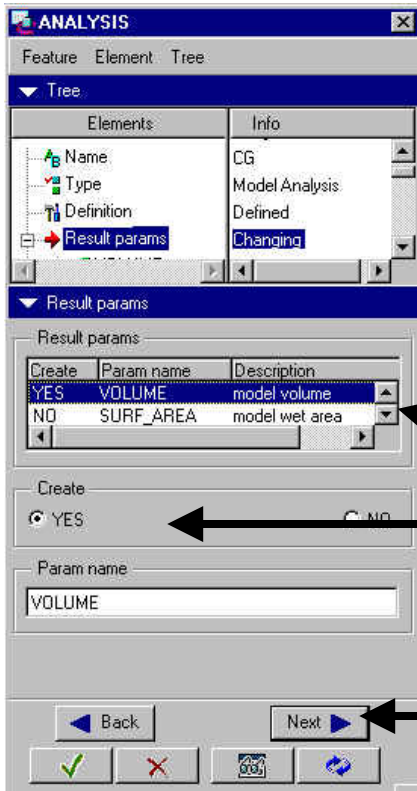 ANALYSIS
Feature Element Tree
Tree
Elements Info
Name CG
Type Model Analysis
Definition Defined
Result params Changing
Result params
Result params
Create Param name Description
YES VOLUME model volume
NO SURF_AREA model wet area
Create
YES NO
Param name
VOLUME
Back Next